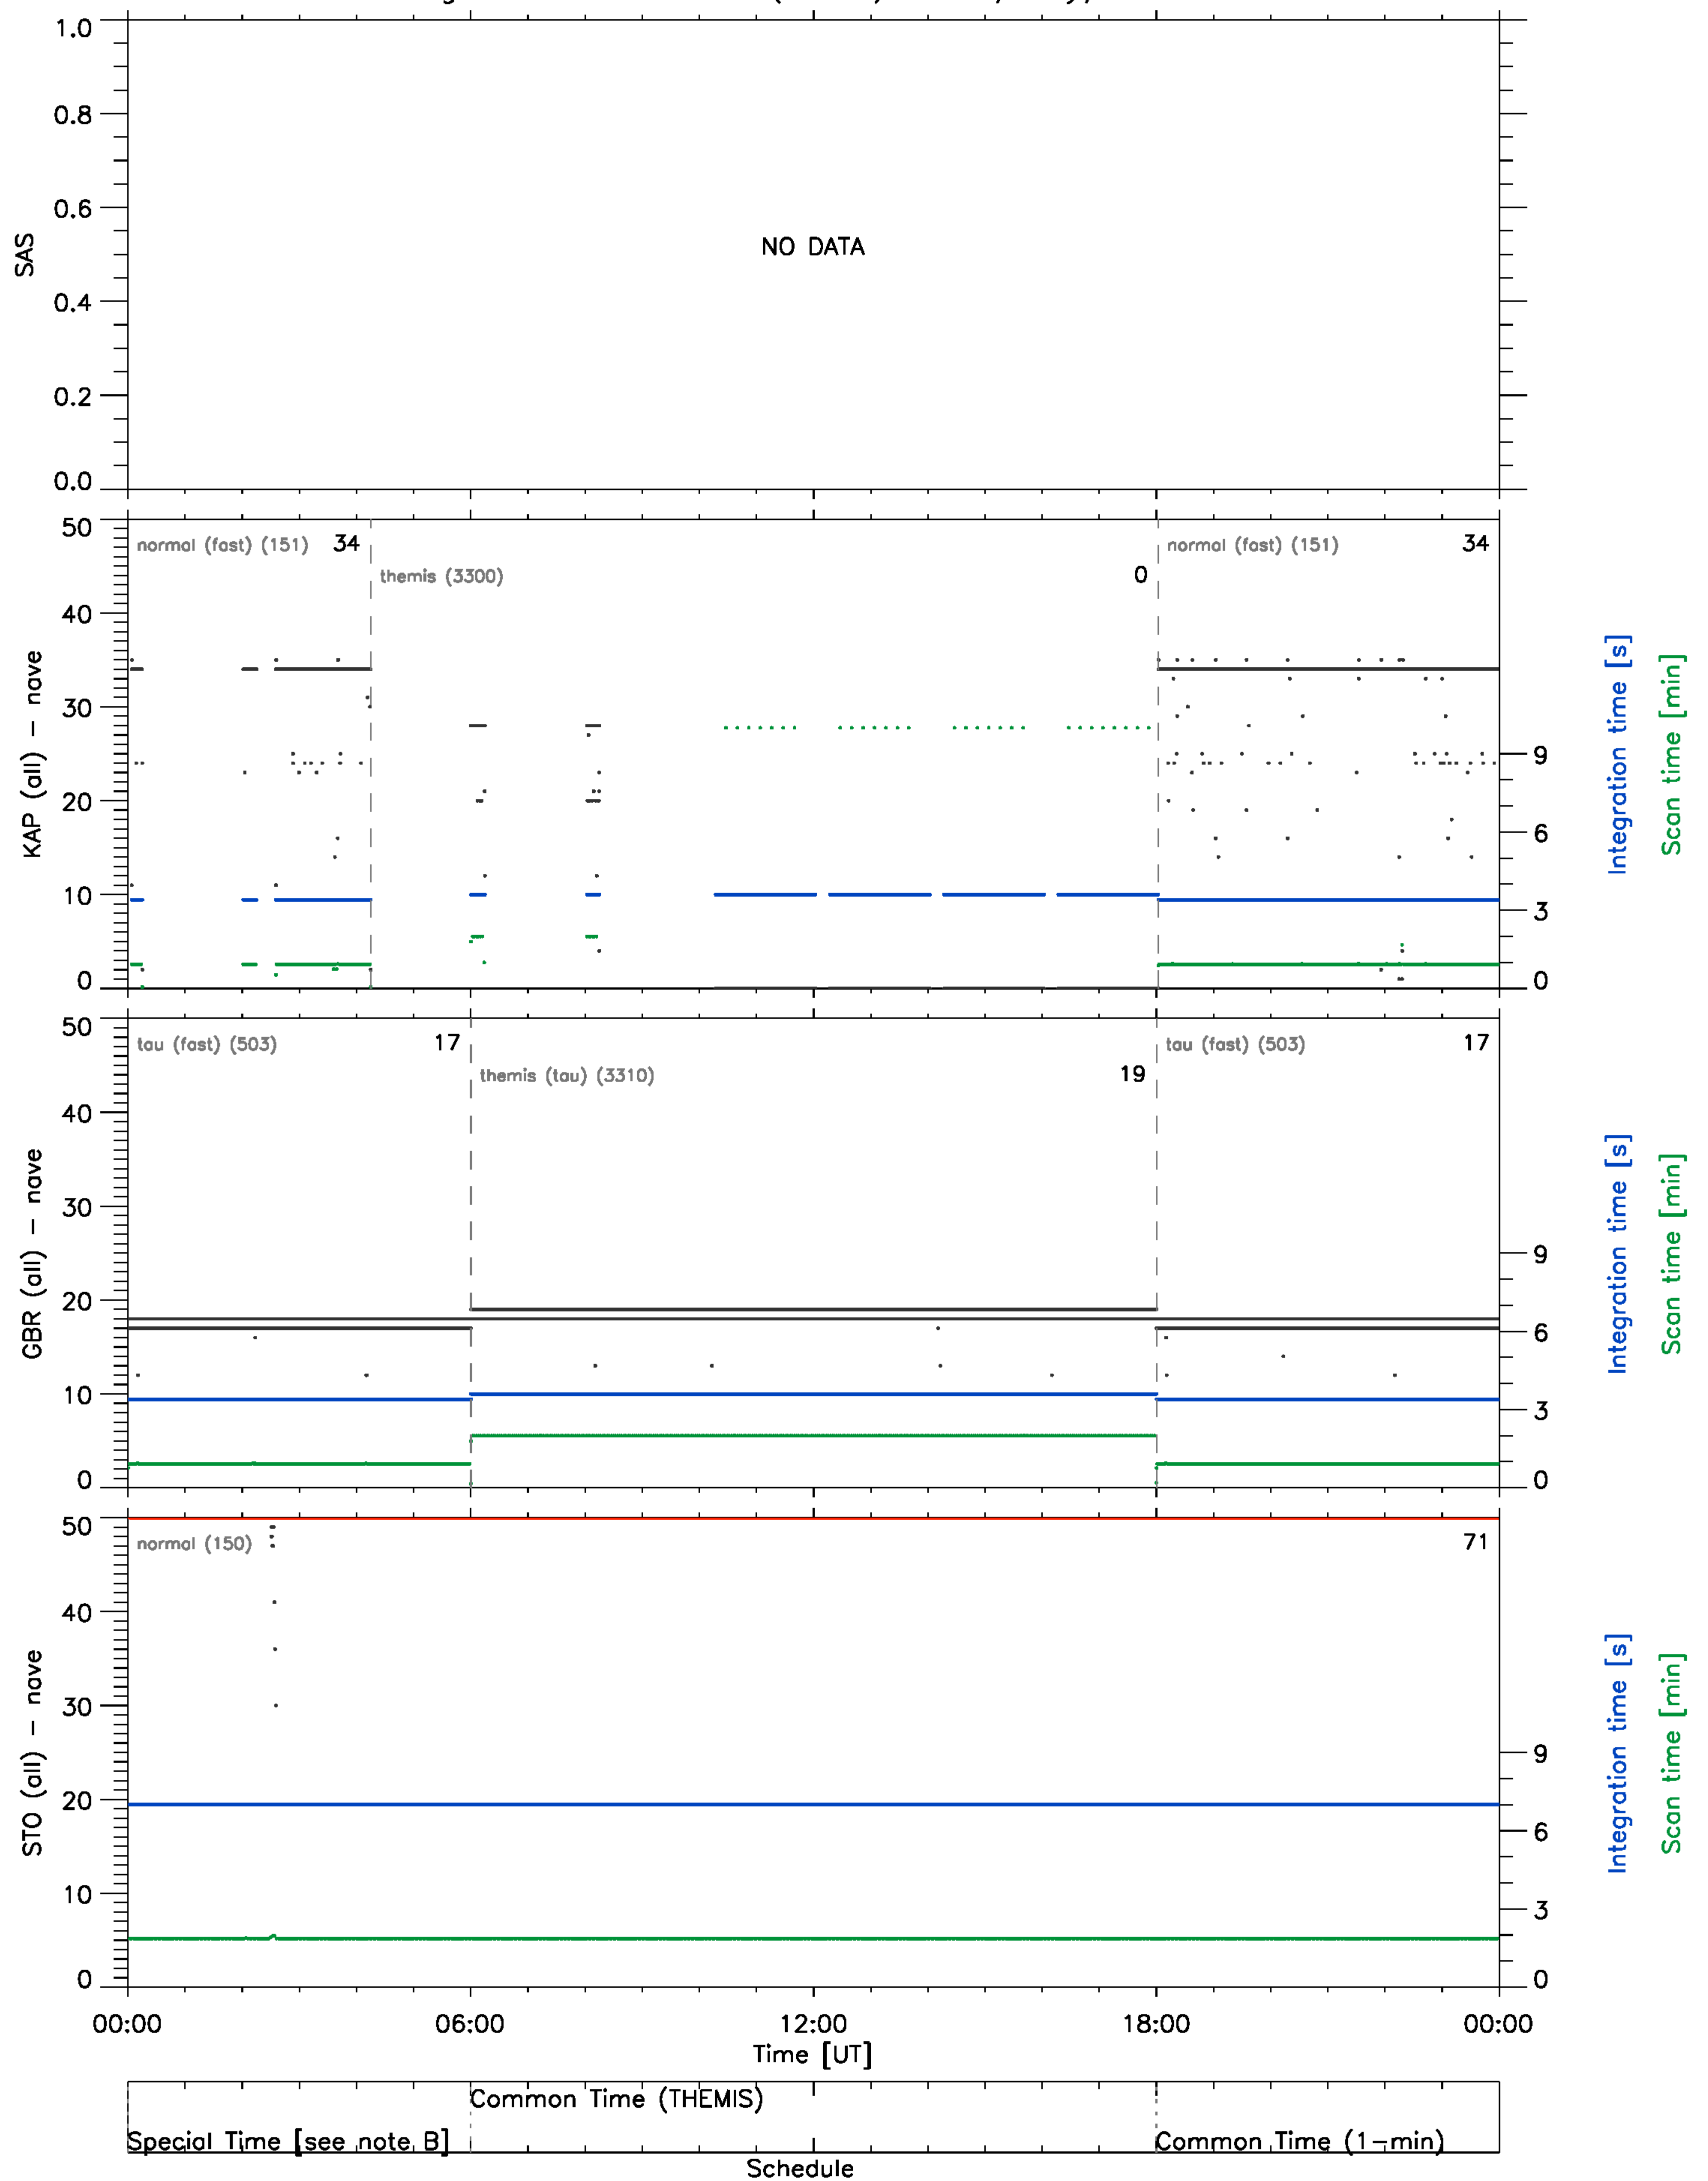 1.0
0.8
0.6
0.4
0.2
0.0
SAS
NO DATA
50
40
30
20
10
0
KAP (all) – nave
normal (fast) (151) 34
themis (3300) 0
normal (fast) (151) 34
9
6
3
0
Integration time [s]
Scan time [min]
50
40
30
20
10
0
GBR (all) – nave
tau (fast) (503) 17
themis (tau) (3310) 19
tau (fast) (503) 17
9
6
3
0
Integration time [s]
Scan time [min]
50
40
30
20
10
0
STO (all) – nave
normal (150) 71
9
6
3
0
Integration time [s]
Scan time [min]
00:00 06:00 12:00 18:00 00:00
Time [UT]
Common Time (THEMIS)
Special Time [see note B] Common Time (1-min)
Schedule